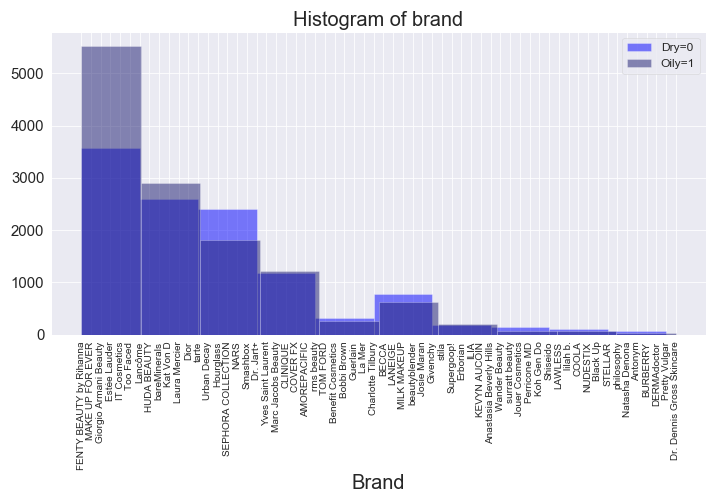 Histogram of brand
Dry=0
Oily=1
5000
4000
3000
2000
1000
0
FENTY BEAUTY by Rihanna
MAKE UP FOR EVER
Giorgio Armani Beauty
Estée Lauder
IT Cosmetics
Too Faced
Lancôme
HUDA BEAUTY
bareMinerals
Kat Von D
Laura Mercier
Dior
tarte
Urban Decay
Hourglass
SEPHORA COLLECTION
NARS
Smashbox
Dr. Jart+
Yves Saint Laurent
Marc Jacobs Beauty
CLINIQUE
COVER FX
AMOREPACIFIC
rms beauty
TOM FORD
Benefit Cosmetics
Bobbi Brown
Guerlain
La Mer
Charlotte Tilbury
BECCA
LANEIGE
MILK MAKEUP
beautyblender
Josie Maran
Givenchy
stila
Supergoop!
Erborian
ILIA
KEVYN AUCOIN
Anastasia Beverly Hills
Wander Beauty
surratt beauty
Jouer Cosmetics
Perricone MD
Koh Gen Do
Shiseido
LAWLESS
lilah b.
COOLA
NUDESTIX
Black Up
STELLAR
philosophy
Natasha Denona
Antonym
BURBERRY
DERMAdoctor
Pretty Vulgar
Dr. Dennis Gross Skincare
Brand